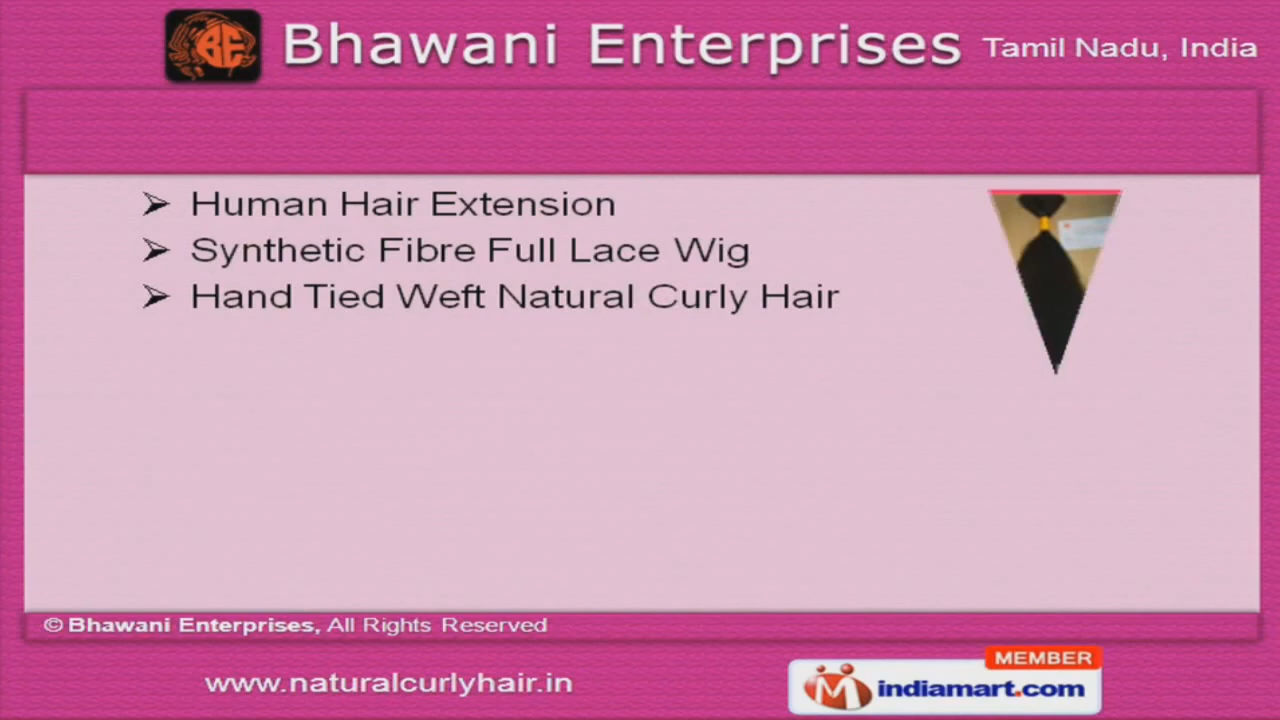 BE
Bhawani Enterprises
Tamil Nadu, India
Human Hair Extension
Synthetic Fibre Full Lace Wig
Hand Tied Weft Natural Curly Hair
© Bhawani Enterprises, All Rights Reserved
www.naturalcurlyhair.in
MEMBER
indiamart.com